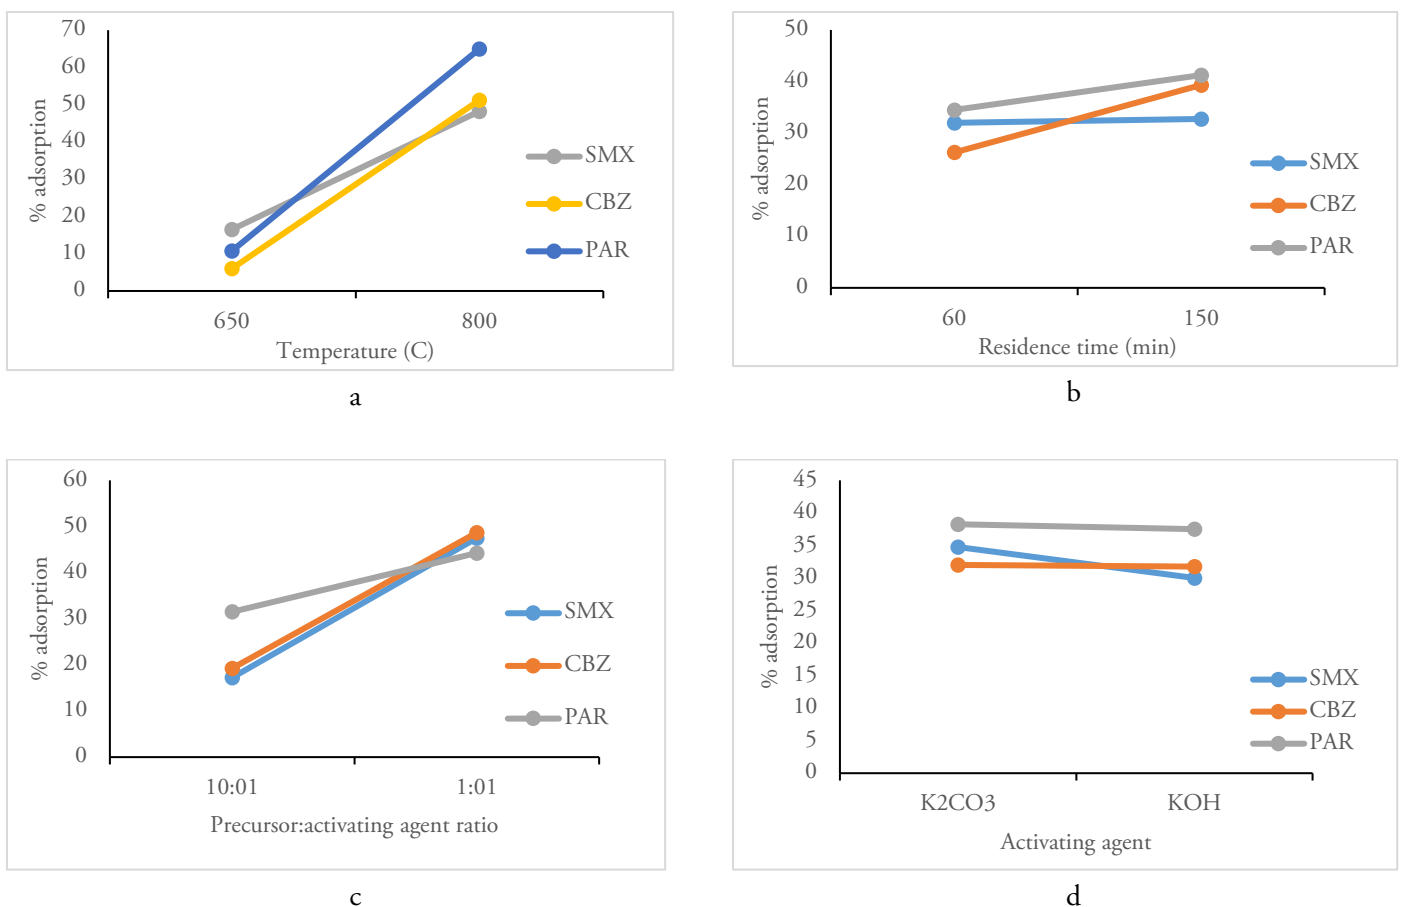 70
60
50
40
30
20
10
0
% adsorption
650
800
Temperature (C)
SMX
CBZ
PAR
a
50
40
30
20
10
0
% adsorption
60
150
Residence time (min)
SMX
CBZ
PAR
b
60
50
40
30
20
10
0
% adsorption
10:01
1:01
Precursor:activating agent ratio
SMX
CBZ
PAR
c
45
40
35
30
25
20
15
10
5
0
% adsorption
K2CO3
KOH
Activating agent
SMX
CBZ
PAR
d